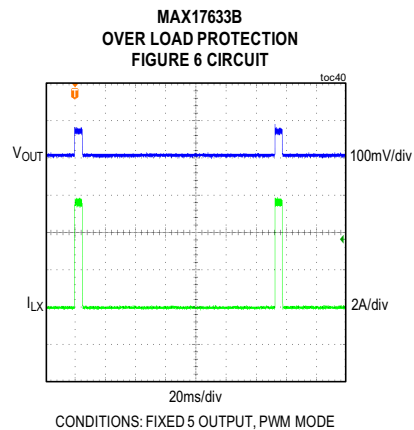 MAX17633B
OVER LOAD PROTECTION
FIGURE 6 CIRCUIT
toc40
T
VOUT
100mV/div
ILX
2A/div
20ms/div
CONDITIONS: FIXED 5 OUTPUT, PWM MODE